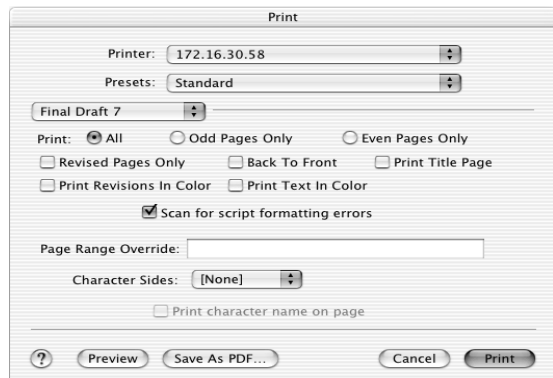 Print
Printer: 172.16.30.58
Presets: Standard
Final Draft 7
Print: All Odd Pages Only Even Pages Only
Revised Pages Only Back To Front Print Title Page
Print Revisions In Color Print Text In Color
Scan for script formatting errors
Page Range Override:
Character Sides: [None]
Print character name on page
? Preview Save As PDF... Cancel Print